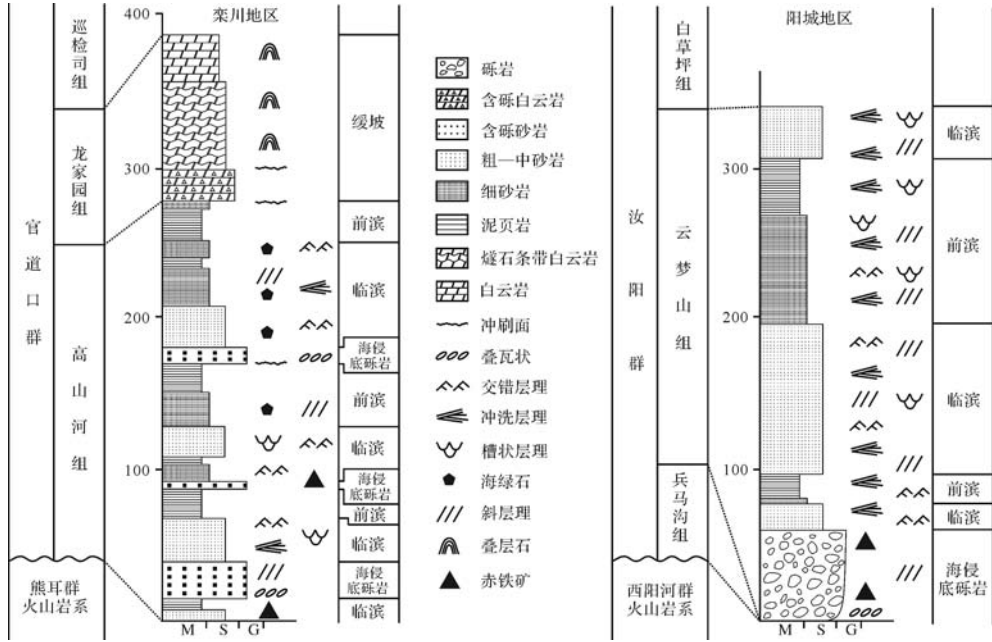 栾川地区
400
300
200
100
巡检司组
龙家园组
官道口群
高山河组
熊耳群
火山岩系
M S G
缓坡
前滨
临滨
海侵
底砾岩
前滨
临滨
海侵
底砾岩
前滨
临滨
海侵
底砾岩
临滨
砾岩
含砾白云岩
含砾砂岩
粗—中砂岩
细砂岩
泥页岩
燧石条带白云岩
白云岩
冲刷面
叠瓦状
交错层理
冲洗层理
槽状层理
海绿石
斜层理
叠层石
赤铁矿
阳城地区
300
200
100
白草坪组
汝阳群
云梦山组
兵马沟组
西阳河群
火山岩系
M S G
临滨
前滨
临滨
前滨
临滨
海侵
底砾岩